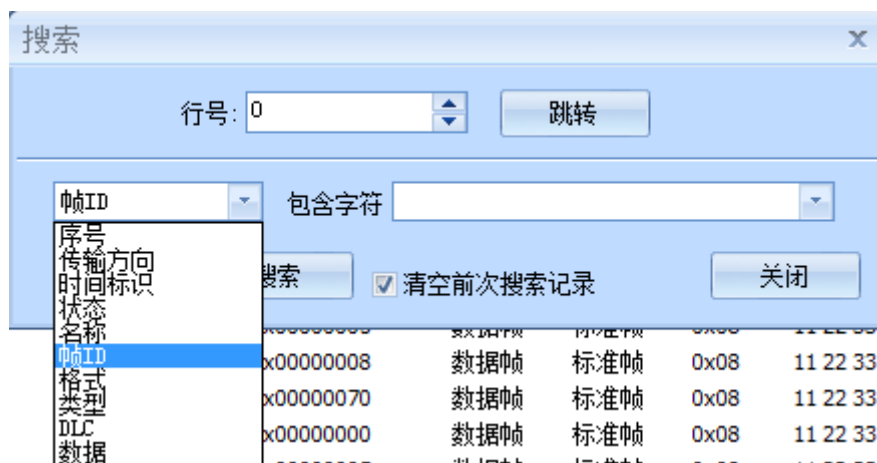 搜索
行号: 0 跳转
帧ID 包含字符
序号
传输方向
时间标识
状态
名称
帧ID
格式
类型
DLC
数据
搜索 清空前次搜索记录 关闭
x00000008 数据帧 标准帧 0x08 11 22 33
x00000070 数据帧 标准帧 0x08 11 22 33
x00000000 数据帧 标准帧 0x08 11 22 33